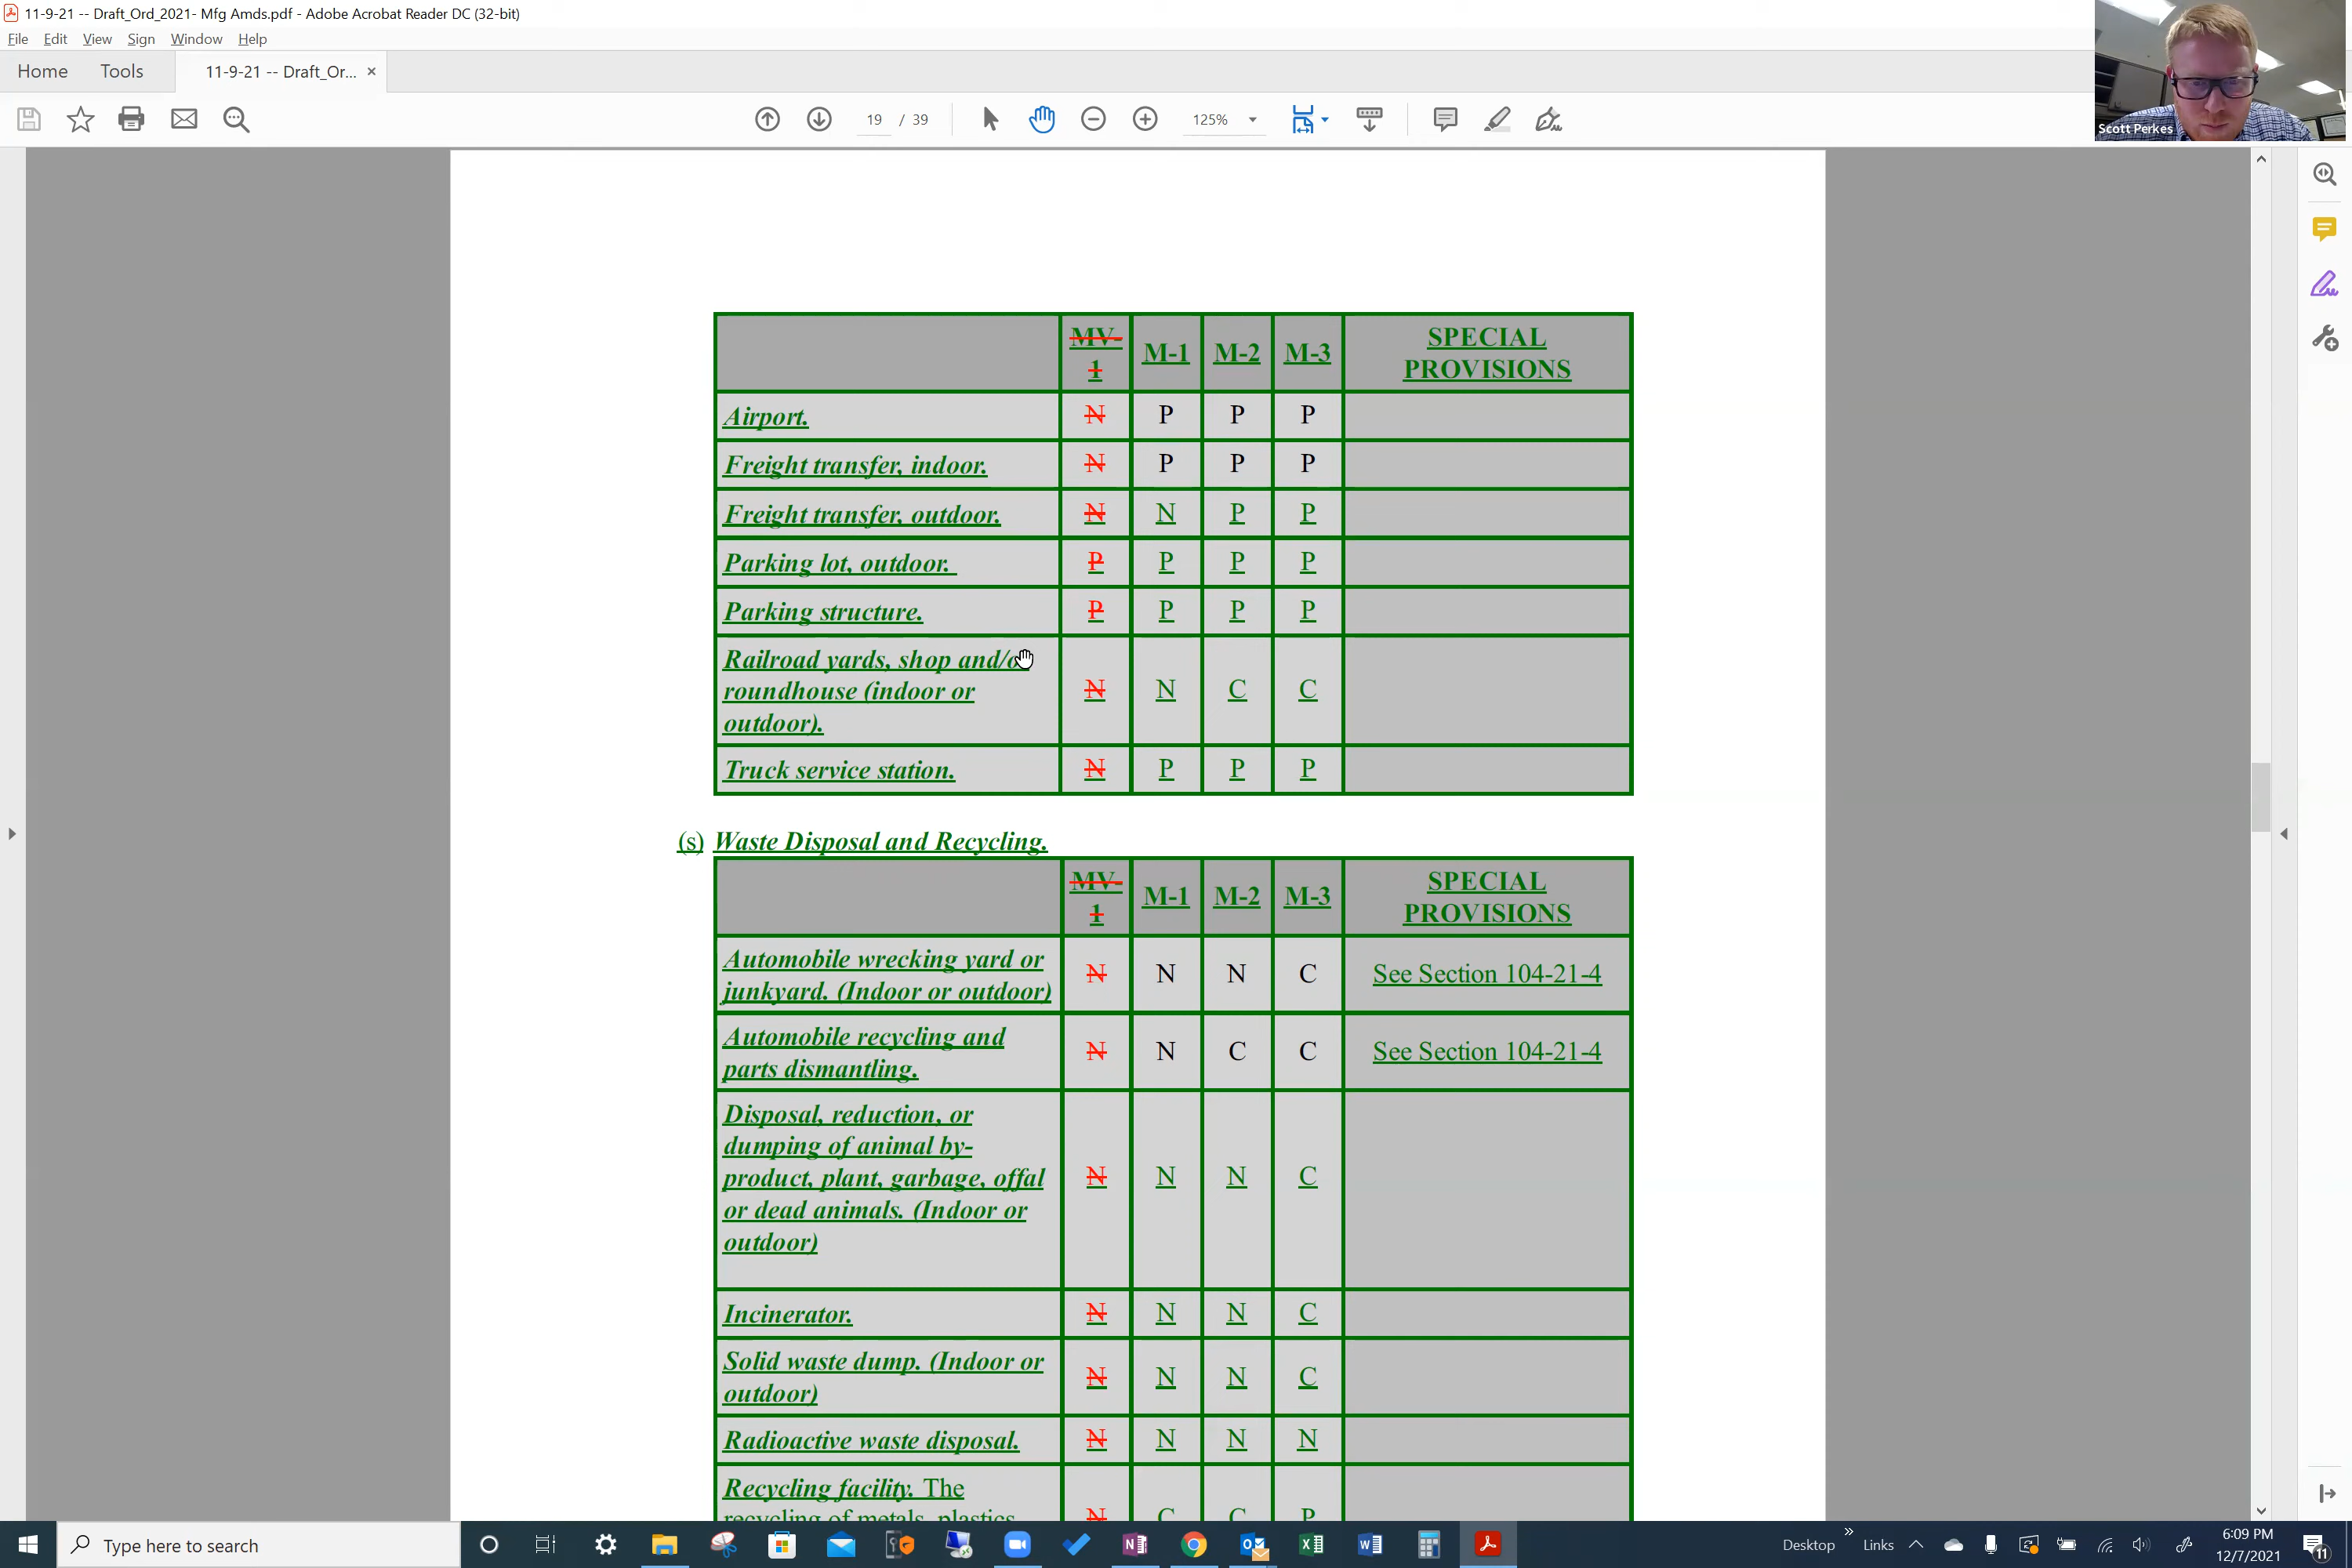 11-9-21 -- Draft_Ord_2021- Mfg Amds.pdf - Adobe Acrobat Reader DC (32-bit)
File Edit View Sign Window Help
Home Tools 11-9-21 -- Draft_Or... ×
19 / 39 125%
Scott Perkes
MV-1 M-1 M-2 M-3 SPECIAL PROVISIONS
Airport. N P P P
Freight transfer, indoor. N P P P
Freight transfer, outdoor. N N P P
Parking lot, outdoor. P P P P
Parking structure. P P P P
Railroad yards, shop and/o
roundhouse (indoor or N N C C
outdoor).
Truck service station. N P P P
(s) Waste Disposal and Recycling.
MV-1 M-1 M-2 M-3 SPECIAL PROVISIONS
Automobile wrecking yard or
junkyard. (Indoor or outdoor) N N N C See Section 104-21-4
Automobile recycling and
parts dismantling. N N C C See Section 104-21-4
Disposal, reduction, or
dumping of animal by-
product, plant, garbage, offal N N N C
or dead animals. (Indoor or
outdoor)
Incinerator. N N N C
Solid waste dump. (Indoor or
outdoor) N N N C
Radioactive waste disposal. N N N N
Recycling facility. The
recycling of metals, plastics N C C P
Type here to search
Desktop » Links
6:09 PM
12/7/2021
11